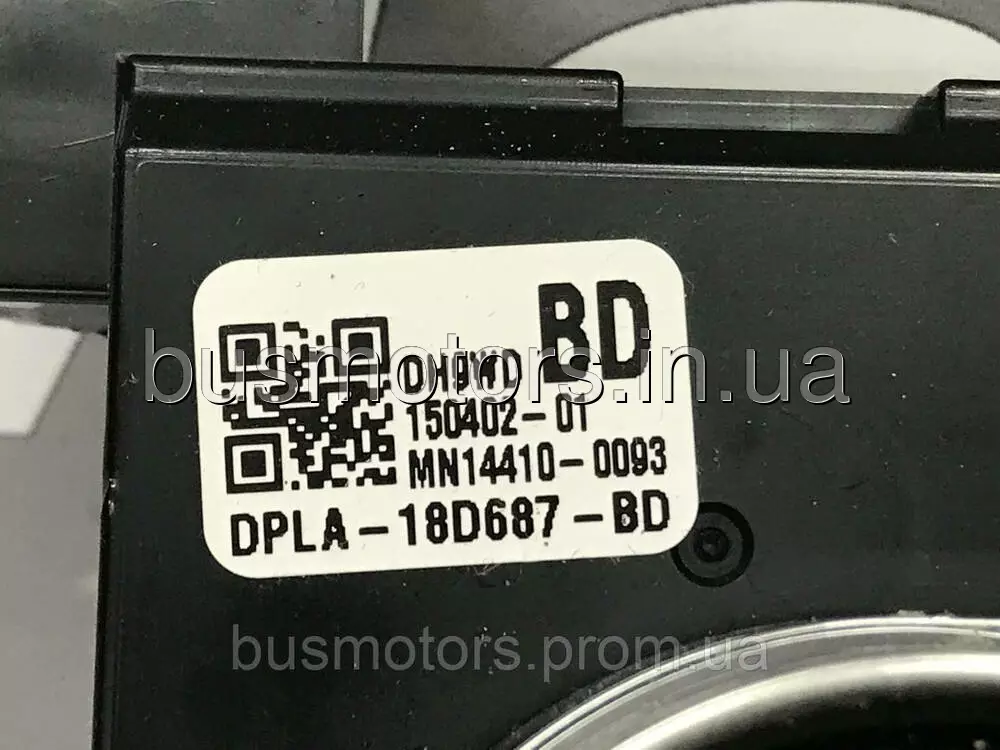 BD
busmotors.in.ua
150402-01
MN14410-0093
DPLA-18D687-BD
busmotors.prom.ua